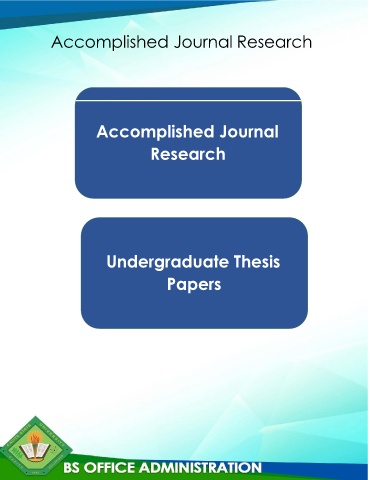 Accomplished Journal Research
Accomplished Journal
Research
Undergraduate Thesis
Papers
BS OFFICE ADMINISTRATION